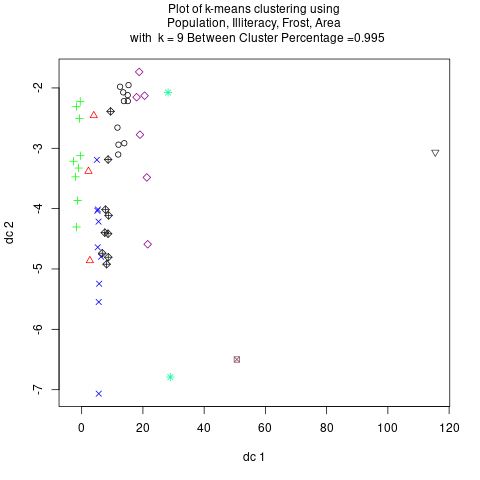 Plot of k-means clustering using
Population, Illiteracy, Frost, Area
with k = 9 Between Cluster Percentage =0.995
-2
-3
-4
-5
-6
-7
dc 2
0 20 40 60 80 100 120
dc 1